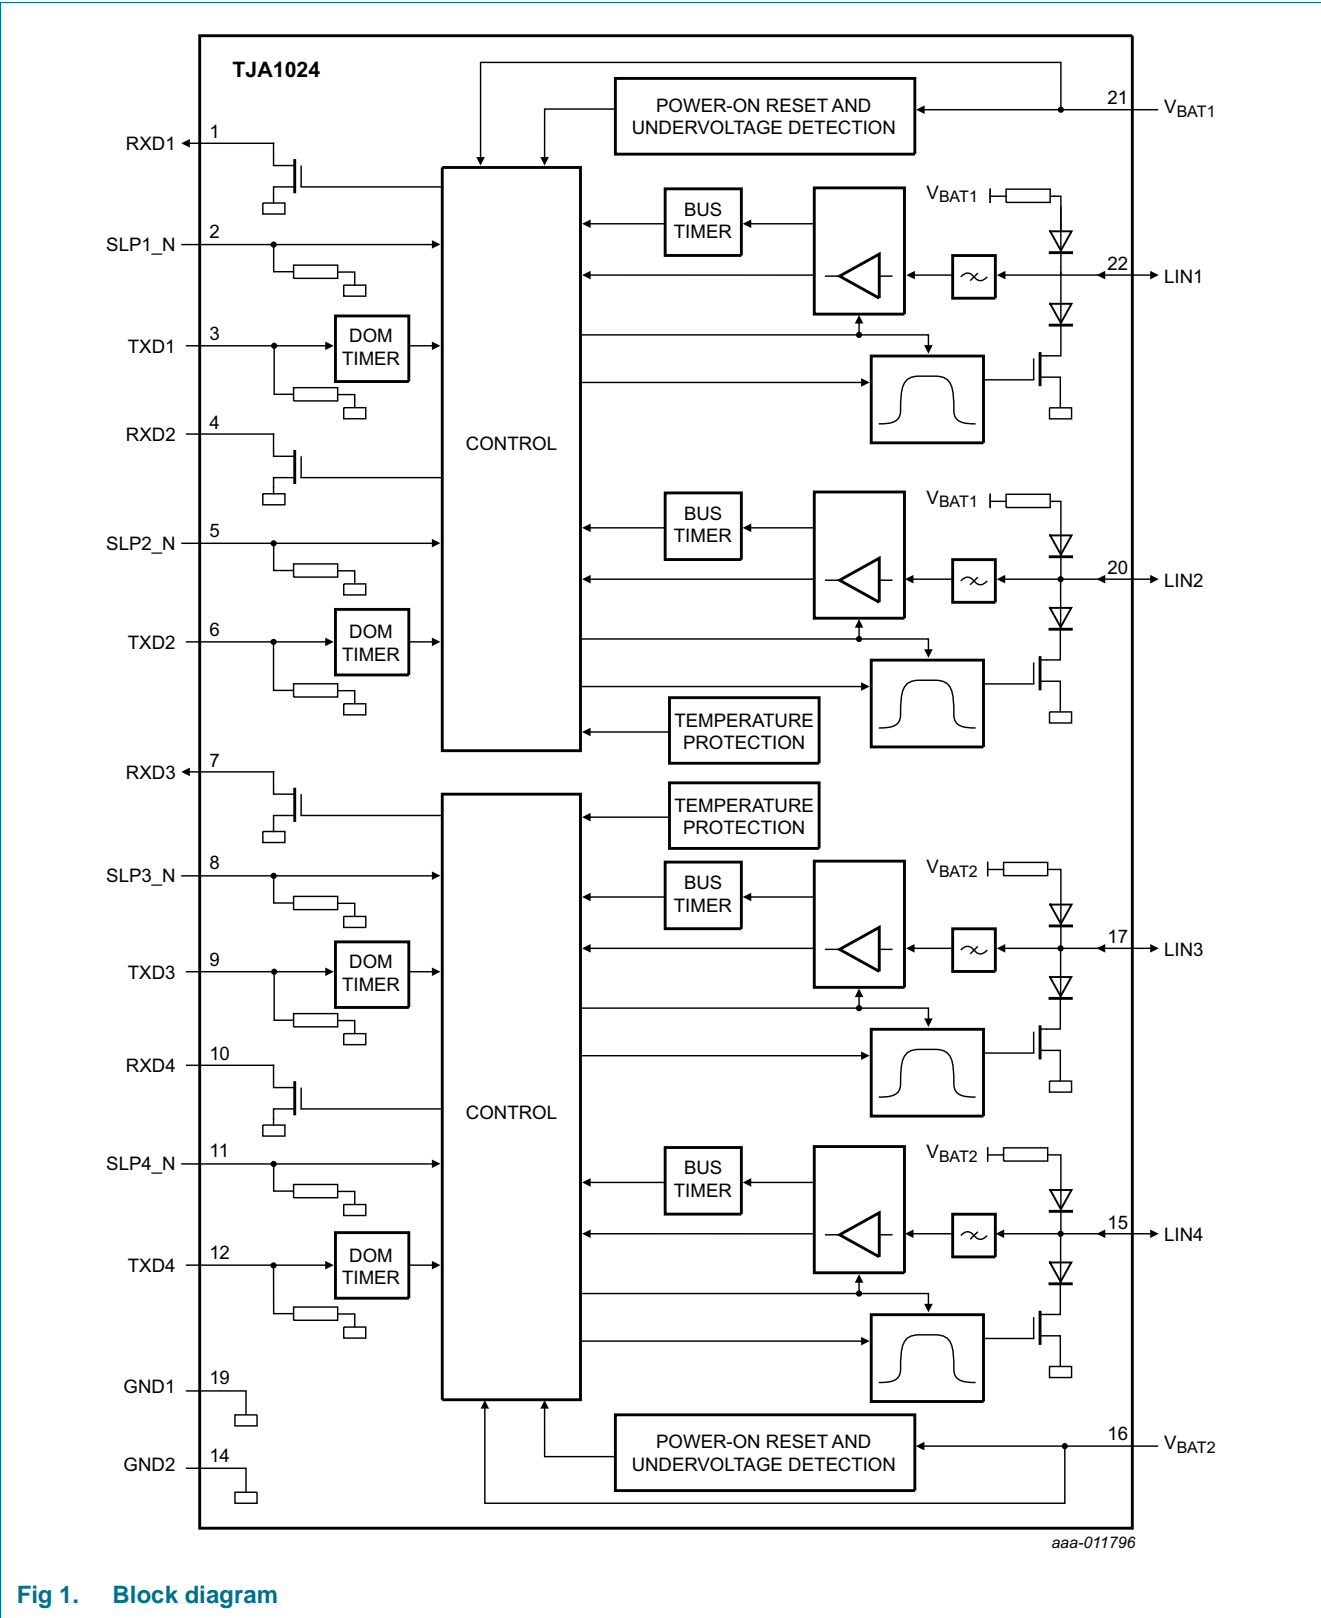 TJA1024
POWER-ON RESET AND
UNDERVOLTAGE DETECTION
21
VBAT1
RXD1
1
SLP1_N
2
TXD1
3
DOM
TIMER
BUS
TIMER
VBAT1
22
LIN1
RXD2
4
CONTROL
SLP2_N
5
TXD2
6
DOM
TIMER
BUS
TIMER
VBAT1
20
LIN2
TEMPERATURE
PROTECTION
RXD3
7
TEMPERATURE
PROTECTION
SLP3_N
8
TXD3
9
DOM
TIMER
BUS
TIMER
VBAT2
17
LIN3
RXD4
10
CONTROL
SLP4_N
11
TXD4
12
DOM
TIMER
BUS
TIMER
VBAT2
15
LIN4
GND1
19
GND2
14
POWER-ON RESET AND
UNDERVOLTAGE DETECTION
16
VBAT2
aaa-011796
Fig 1. Block diagram